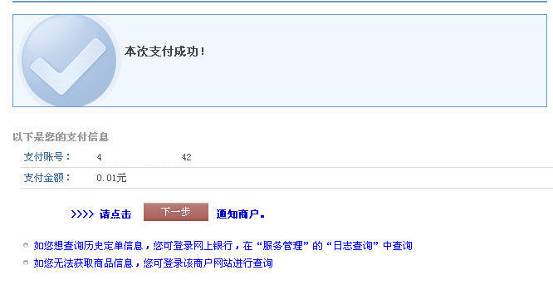 本次支付成功！
以下是您的支付信息
支付账号： 4 42
支付金额： 0.01元
>>>> 请点击 下一步 通知商户。
如您想查询历史定单信息，您可登录网上银行，在“服务管理”的“日志查询”中查询
如您无法获取商品信息，您可登录该商户网站进行查询